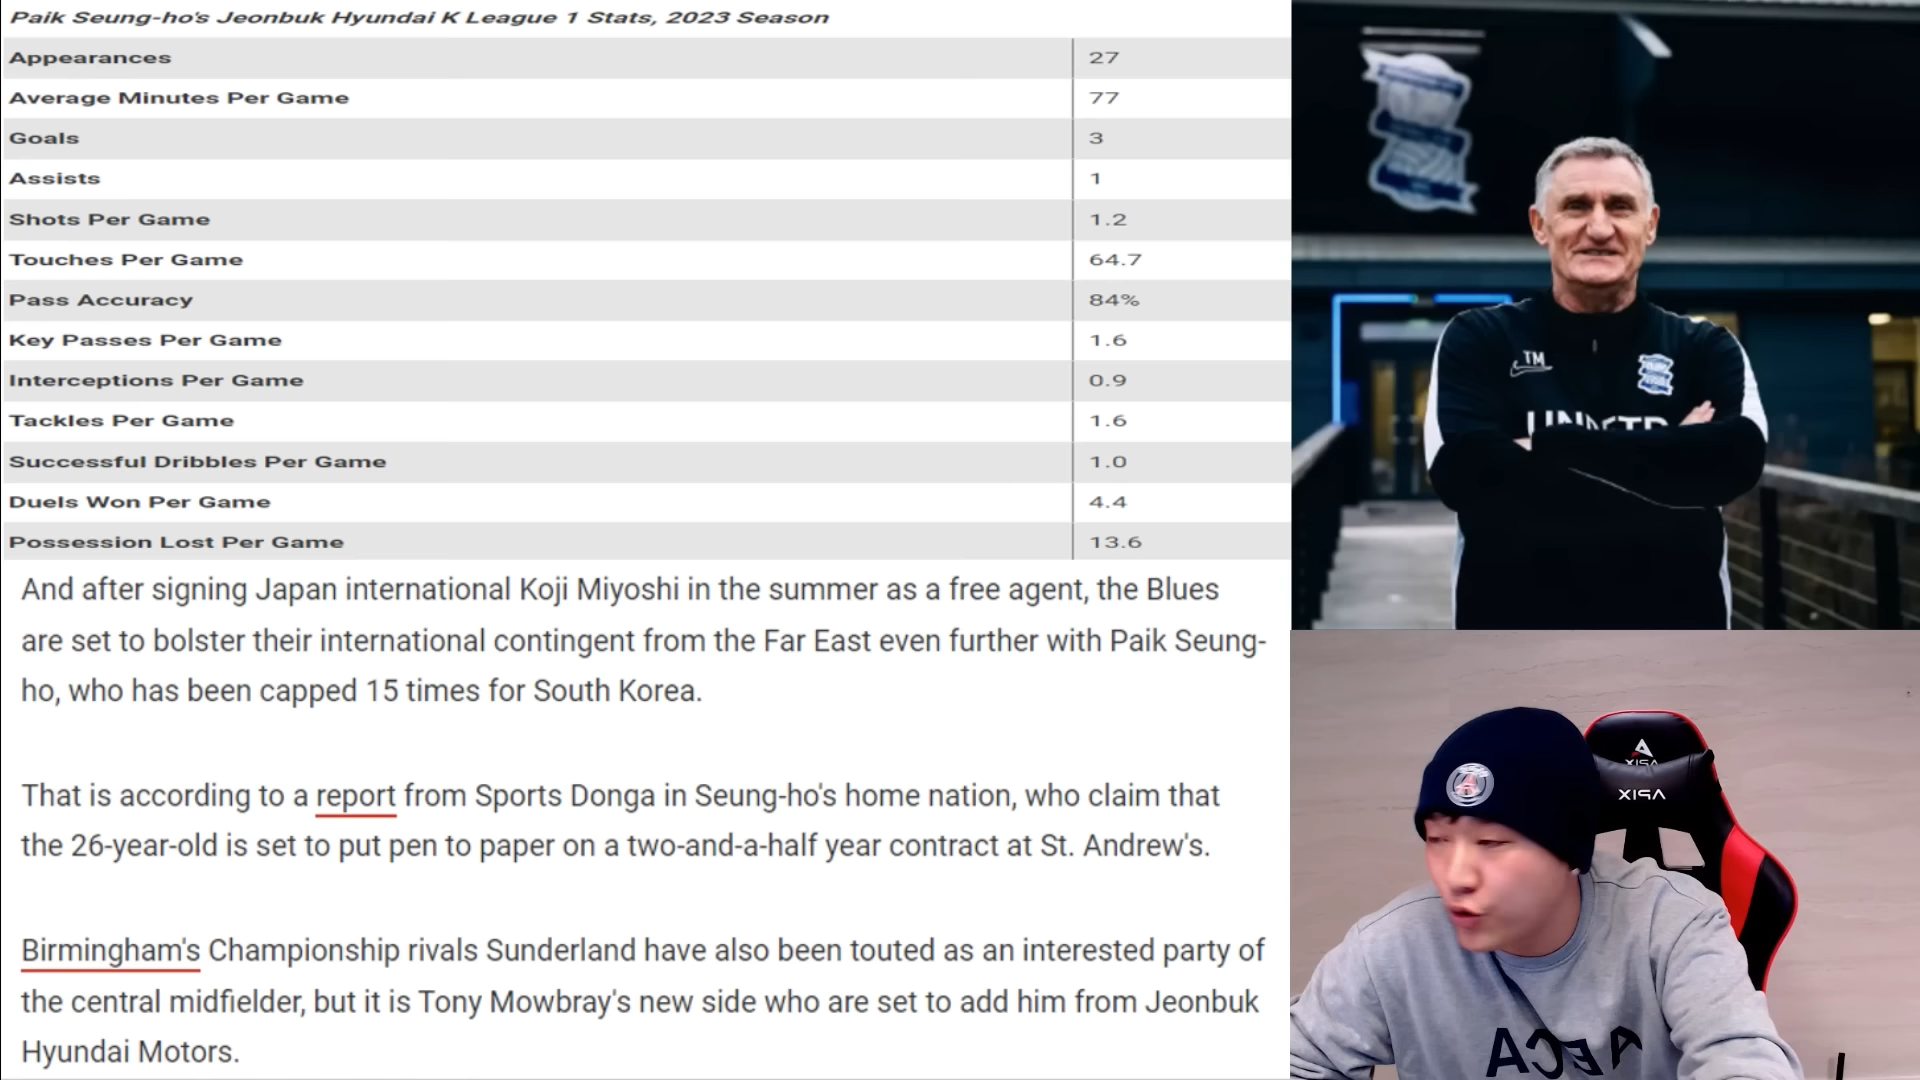 Paik Seung-ho's Jeonbuk Hyundai K League 1 Stats, 2023 Season
Appearances 27
Average Minutes Per Game 77
Goals 3
Assists 1
Shots Per Game 1.2
Touches Per Game 64.7
Pass Accuracy 84%
Key Passes Per Game 1.6
Interceptions Per Game 0.9
Tackles Per Game 1.6
Successful Dribbles Per Game 1.0
Duels Won Per Game 4.4
Possession Lost Per Game 13.6
And after signing Japan international Koji Miyoshi in the summer as a free agent, the Blues
are set to bolster their international contingent from the Far East even further with Paik Seung-
ho, who has been capped 15 times for South Korea.
That is according to a report from Sports Donga in Seung-ho's home nation, who claim that
the 26-year-old is set to put pen to paper on a two-and-a-half year contract at St. Andrew's.
Birmingham's Championship rivals Sunderland have also been touted as an interested party of
the central midfielder, but it is Tony Mowbray's new side who are set to add him from Jeonbuk
Hyundai Motors.
TM